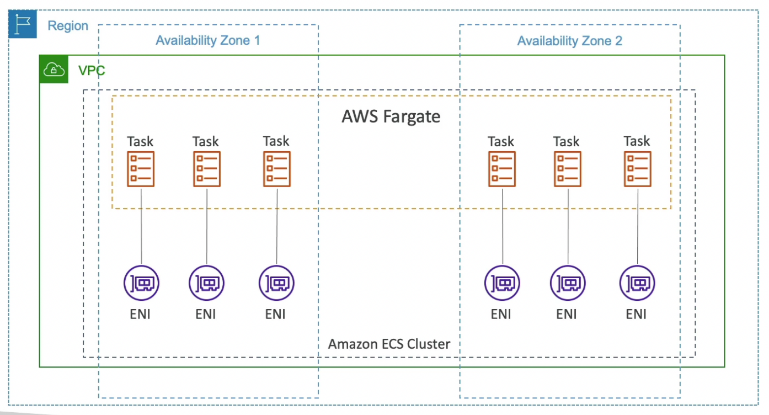 Region
Availability Zone 1
Availability Zone 2
VPC
AWS Fargate
Task
Task
Task
Task
Task
Task
ENI
ENI
ENI
ENI
ENI
ENI
Amazon ECS Cluster